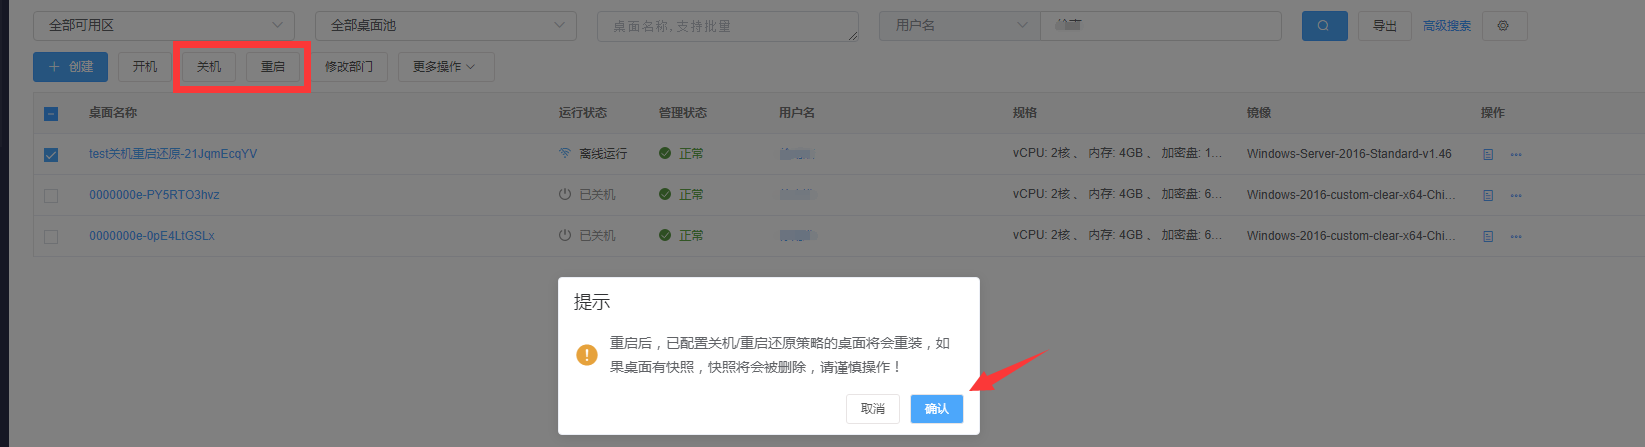 全部可用区 全部桌面池 桌面名称,支持批量 用户名 导出 高级搜索
创建 开机 关机 重启 修改部门 更多操作
桌面名称 运行状态 管理状态 用户名 规格 镜像 操作
test关机重启还原-21JqmEcqYV 离线运行 正常 vCPU: 2核 、 内存: 4GB 、 加密盘: 1... Windows-Server-2016-Standard-v1.46
0000000e-PY5RTO3hvz 已关机 正常 vCPU: 2核 、 内存: 4GB 、 加密盘: 6... Windows-2016-custom-clear-x64-Chi...
0000000e-0pE4LtGSLx 已关机 正常 vCPU: 2核 、 内存: 4GB 、 加密盘: 6... Windows-2016-custom-clear-x64-Chi...
提示
重启后，已配置关机/重启还原策略的桌面将会重装，如
果桌面有快照，快照将会被删除，请谨慎操作！
取消 确认